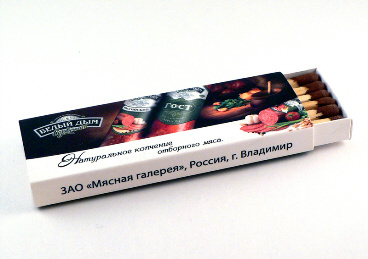 БЕЛЫЙ ДЫМ
ГОСТ
Натуральное копчение
отборного мяса.
ЗАО «Мясная галерея», Россия, г. Владимир